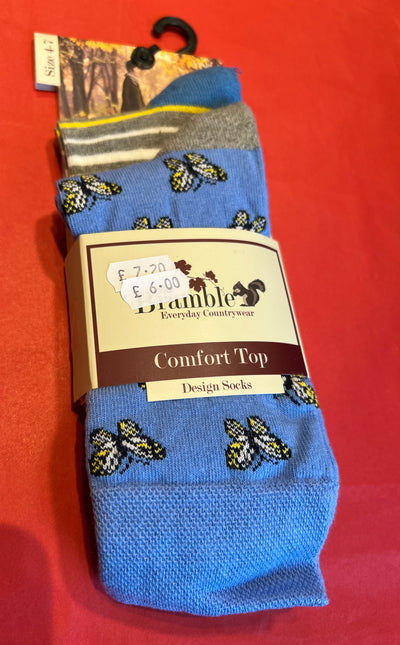 Size 4-7
£ 7.20
£ 6.00
Bramble
Everyday Countrywear
Comfort Top
Design Socks